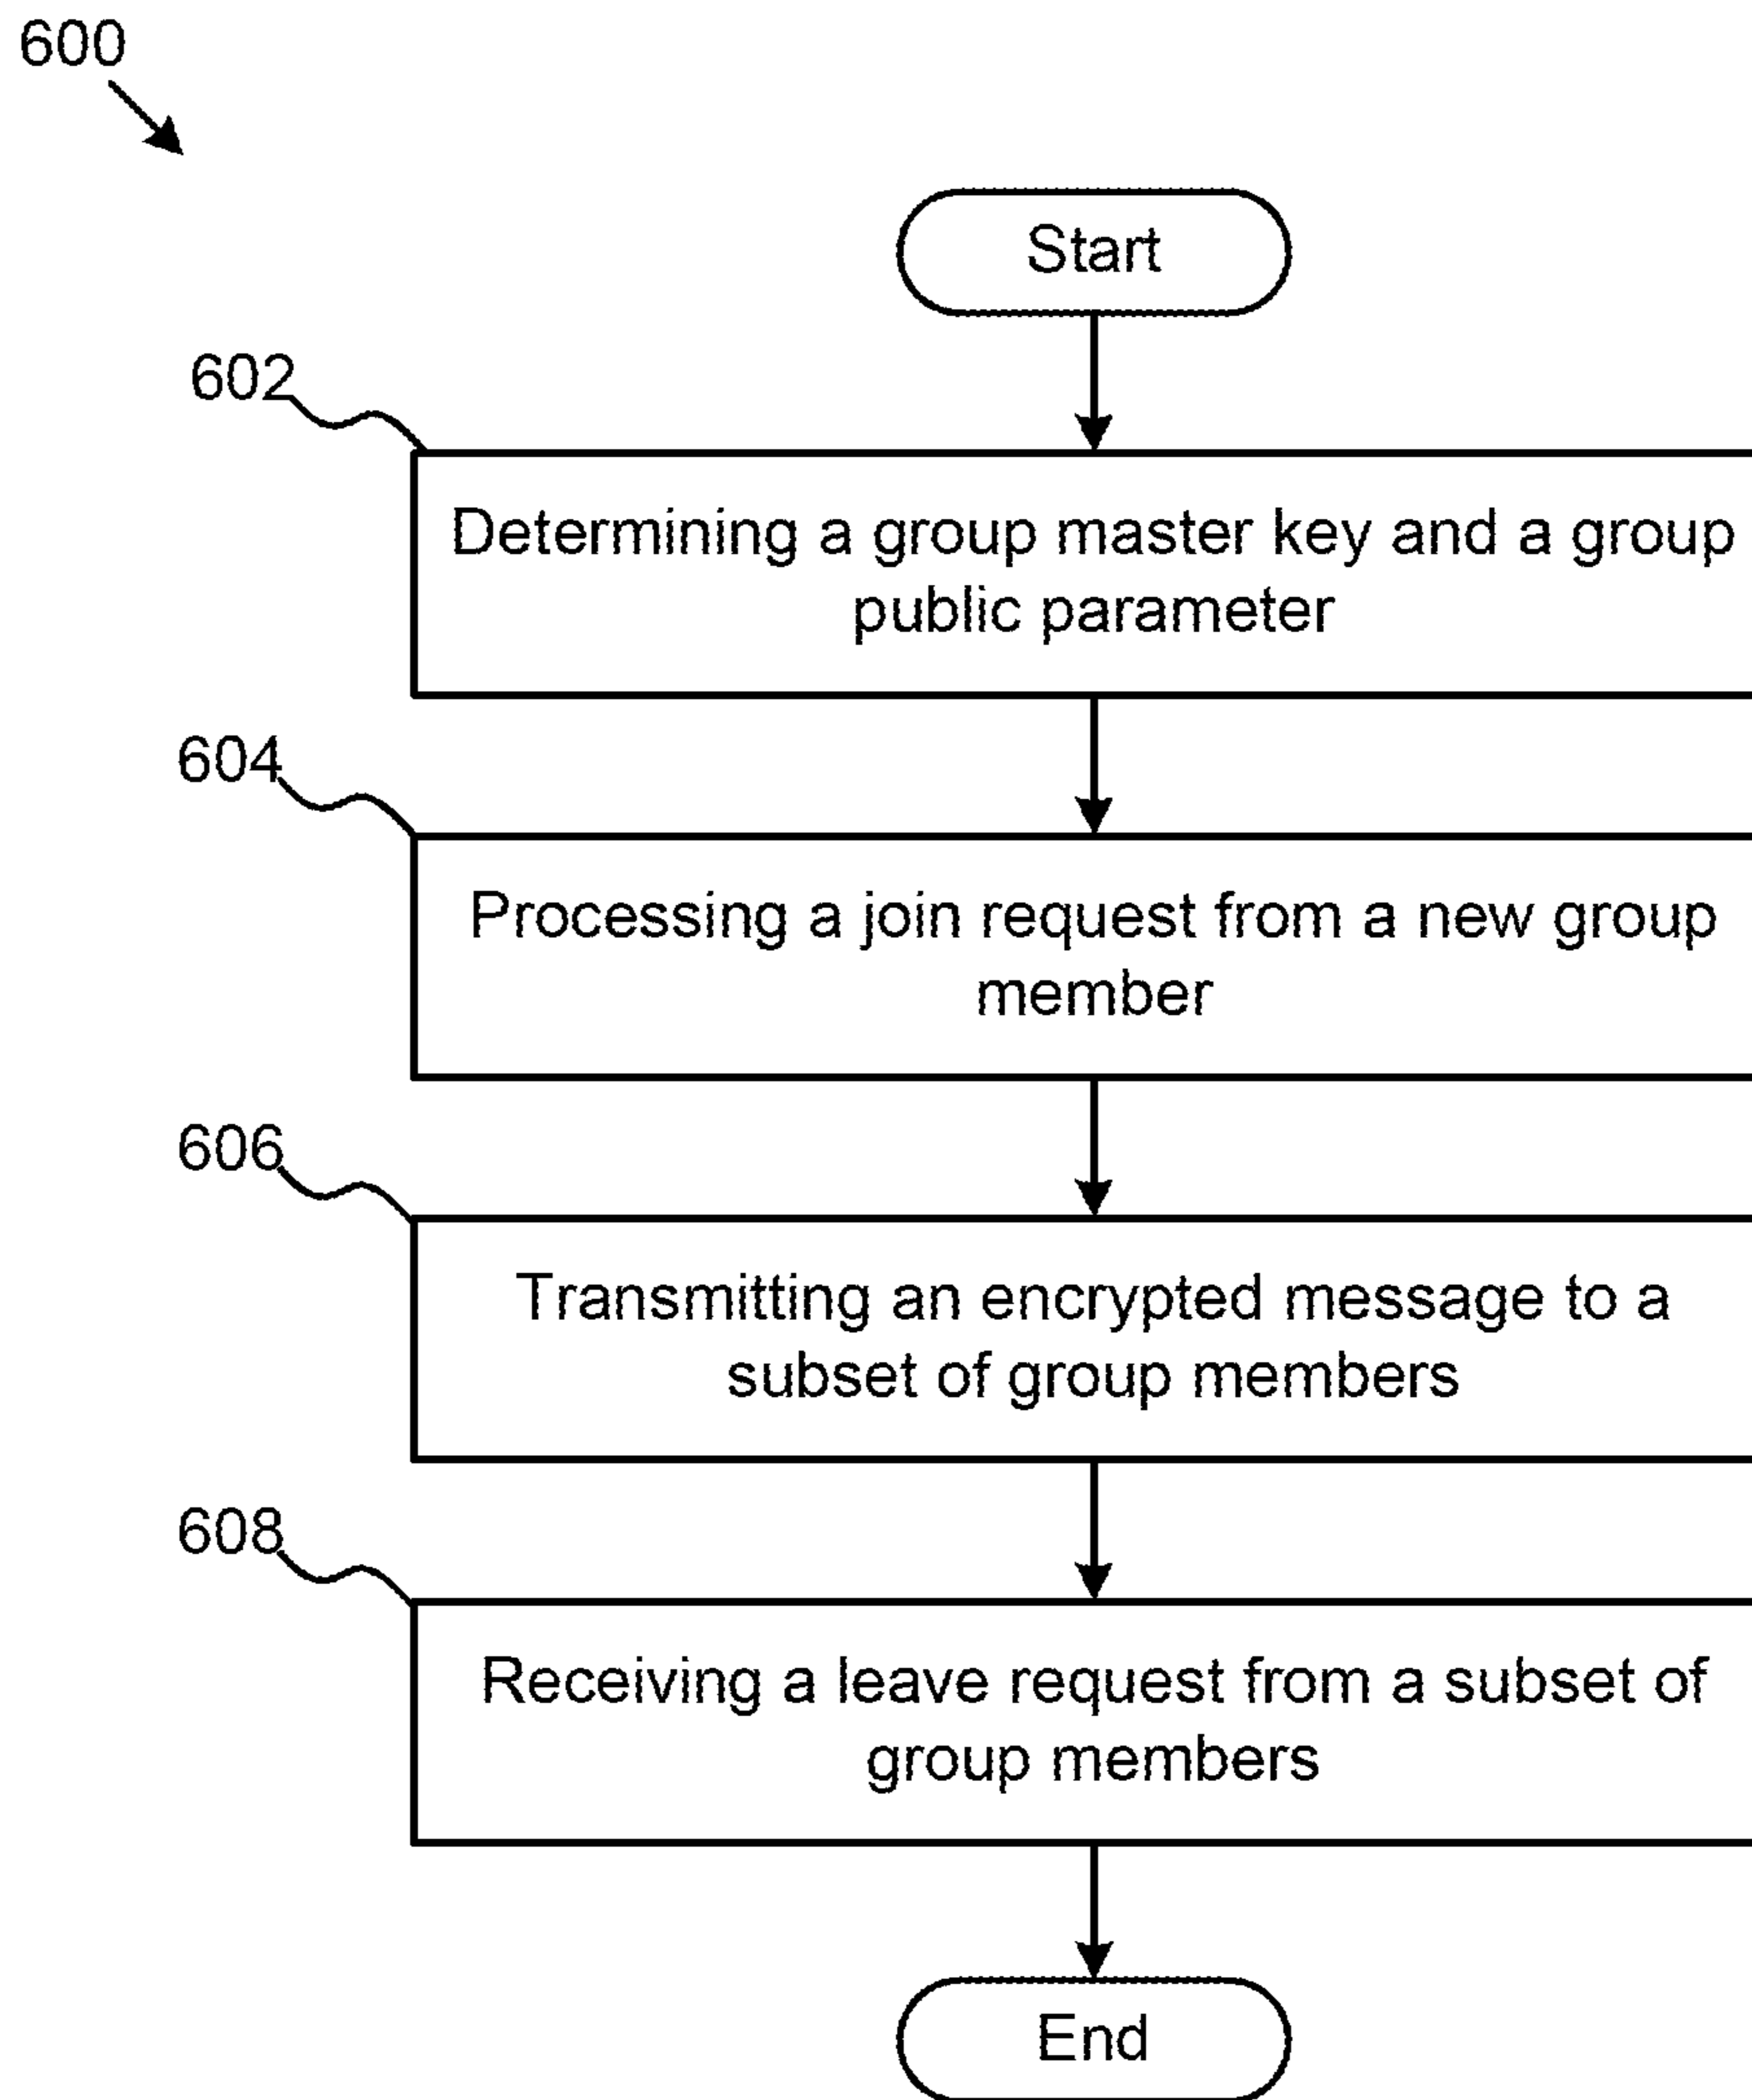 600
Start
602
Determining a group master key and a group
public parameter
604
Processing a join request from a new group
member
606
Transmitting an encrypted message to a
subset of group members
608
Receiving a leave request from a subset of
group members
End